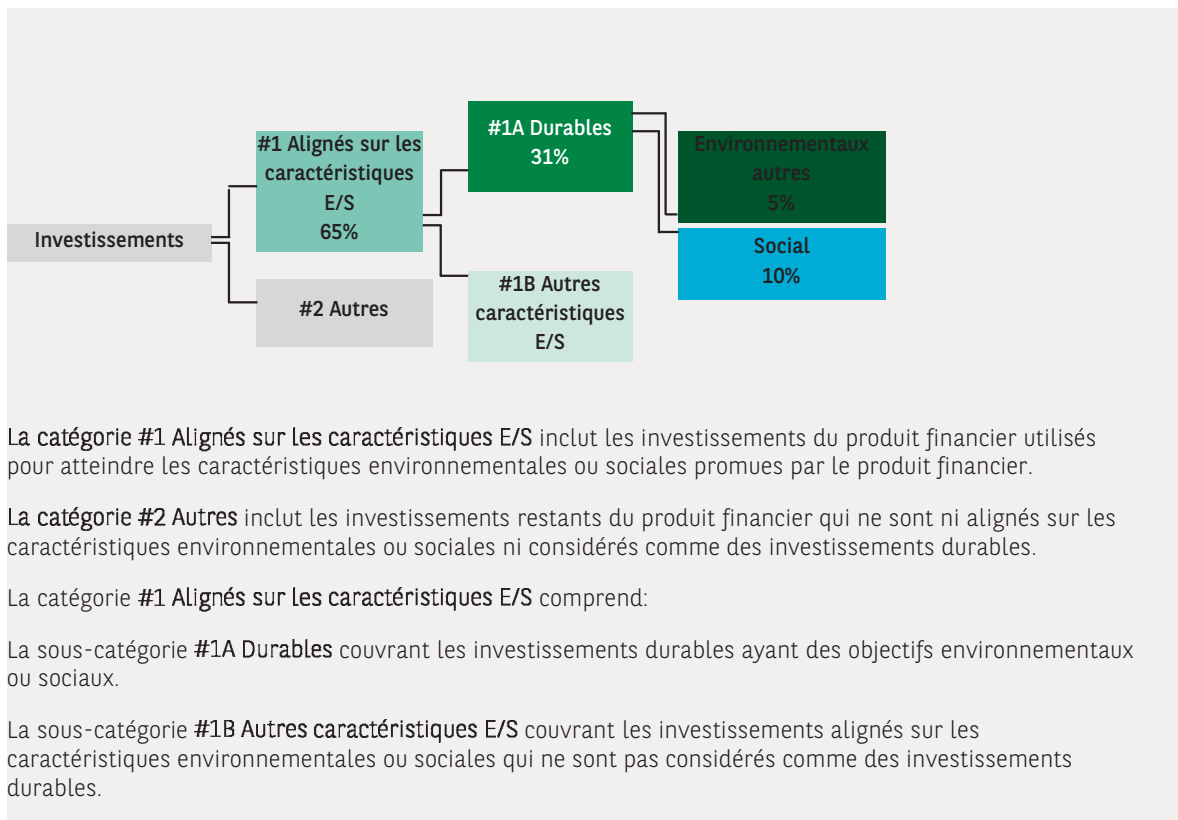 Investissements
#1 Alignés sur les
caractéristiques
E/S
65%
#2 Autres
#1A Durables
31%
#1B Autres
caractéristiques
E/S
Environnementaux
autres
5%
Social
10%
La catégorie #1 Alignés sur les caractéristiques E/S inclut les investissements du produit financier utilisés
pour atteindre les caractéristiques environnementales ou sociales promues par le produit financier.
La catégorie #2 Autres inclut les investissements restants du produit financier qui ne sont ni alignés sur les
caractéristiques environnementales ou sociales ni considérés comme des investissements durables.
La catégorie #1 Alignés sur les caractéristiques E/S comprend:
La sous-catégorie #1A Durables couvrant les investissements durables ayant des objectifs environnementaux
ou sociaux.
La sous-catégorie #1B Autres caractéristiques E/S couvrant les investissements alignés sur les
caractéristiques environnementales ou sociales qui ne sont pas considérés comme des investissements
durables.